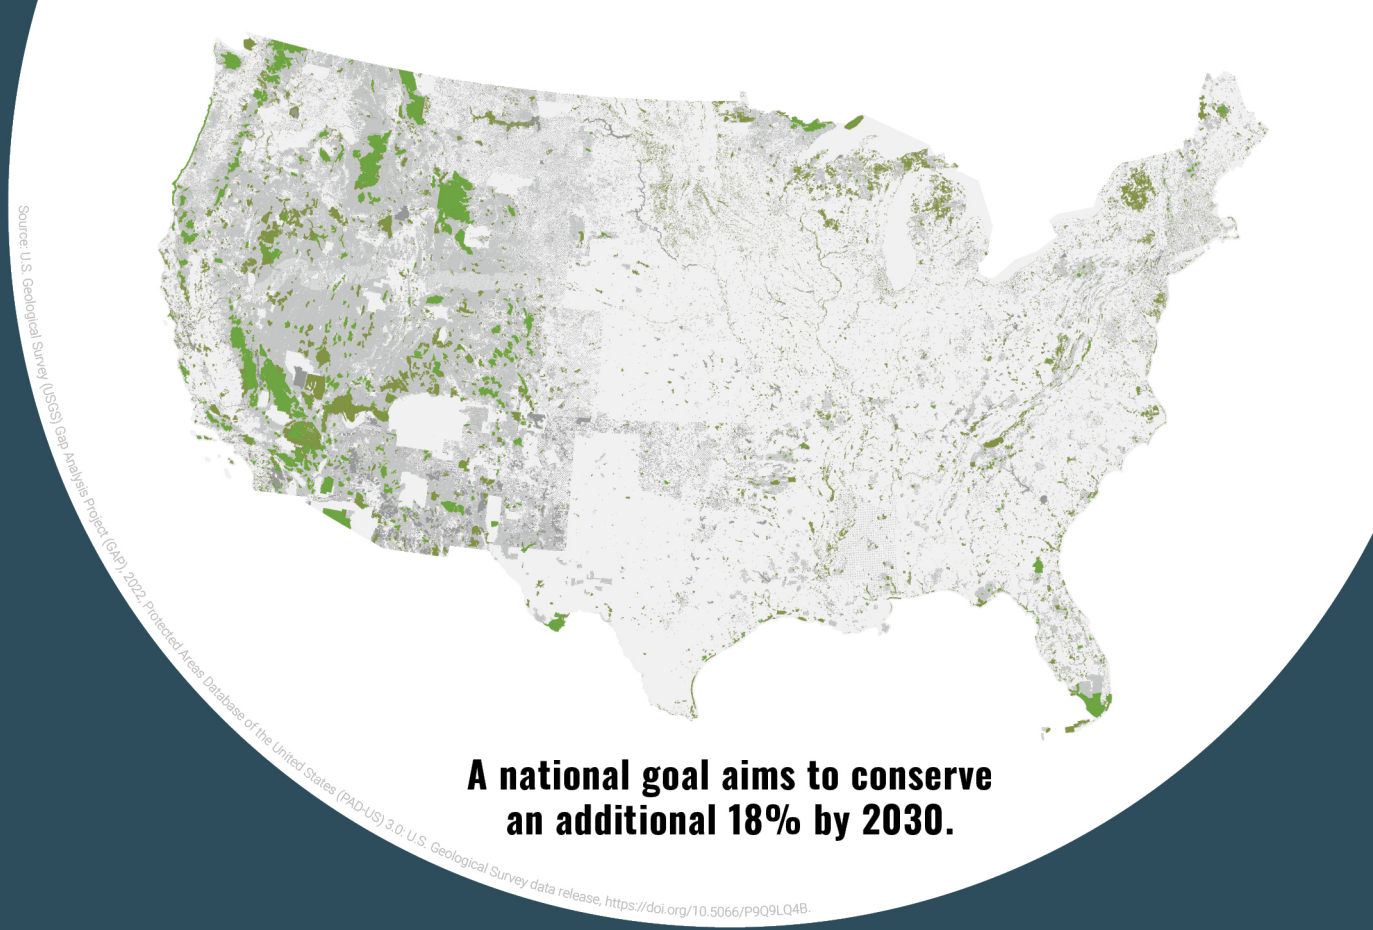 A national goal aims to conserve
an additional 18% by 2030.
Source: U.S. Geological Survey (USGS) Gap Analysis Project (GAP), 2022, Protected Areas Database of the United States (PAD-US) 3.0: U.S. Geological Survey data release, https://doi.org/10.5066/P9Q9LQ4B.